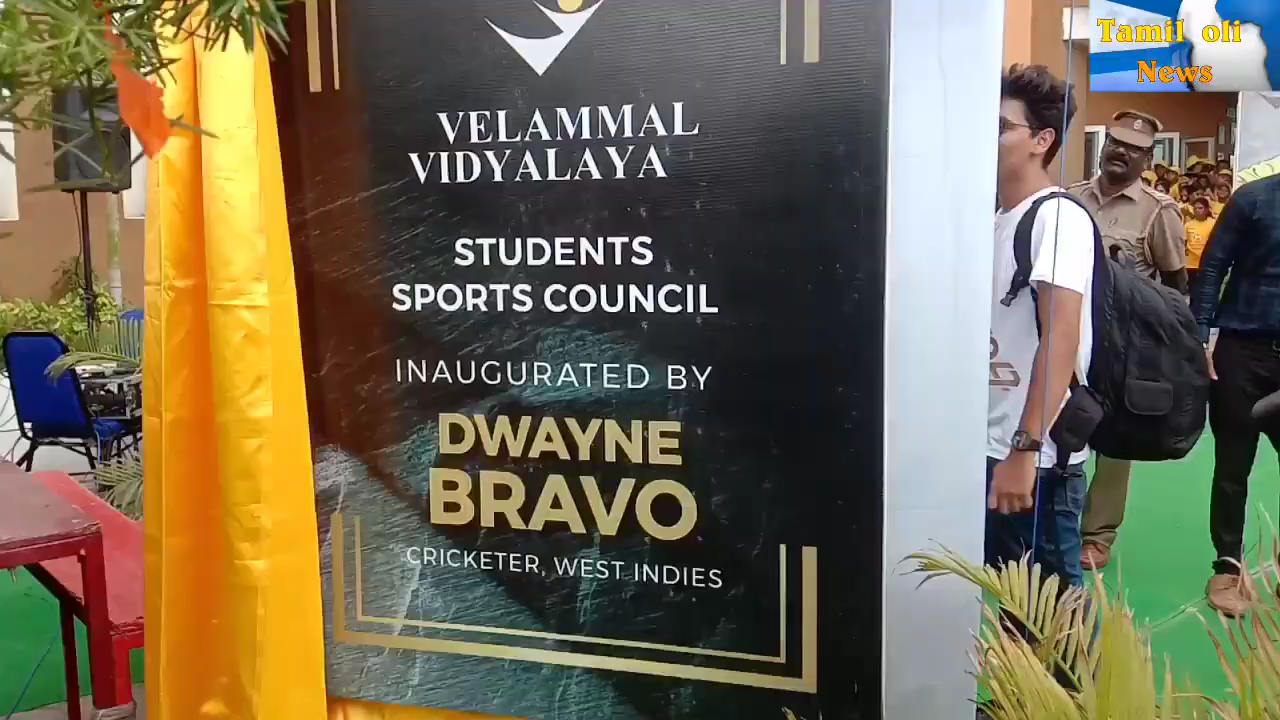 Tamil oli
News
VELAMMAL
VIDYALAYA
STUDENTS
SPORTS COUNCIL
INAUGURATED BY
DWAYNE
BRAVO
CRICKETER, WEST INDIES